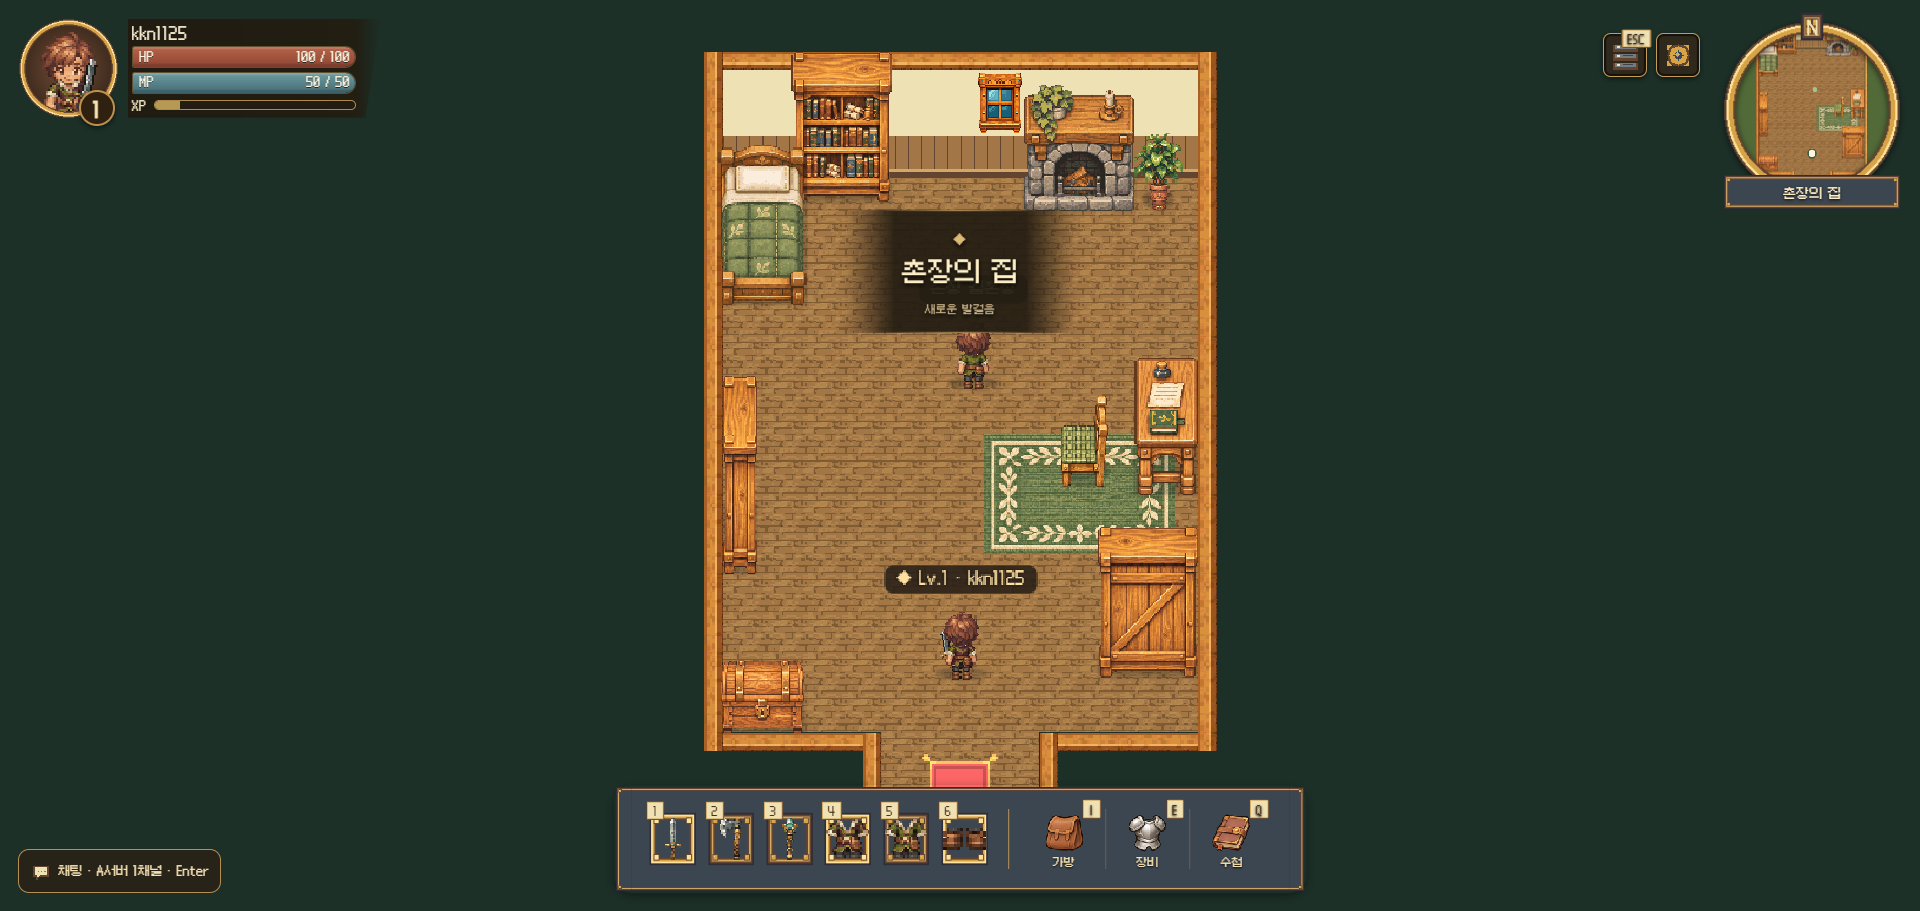 kkn1125
HP 100 / 100
MP 50 / 50
XP
1
ESC
N
촌장의 집
촌장의 집
새로운 발걸음
Lv.1 · kkn1125
1 2 3 4 5 6 I E Q
가방 장비 수첩
채팅 · A서버 1채널 · Enter